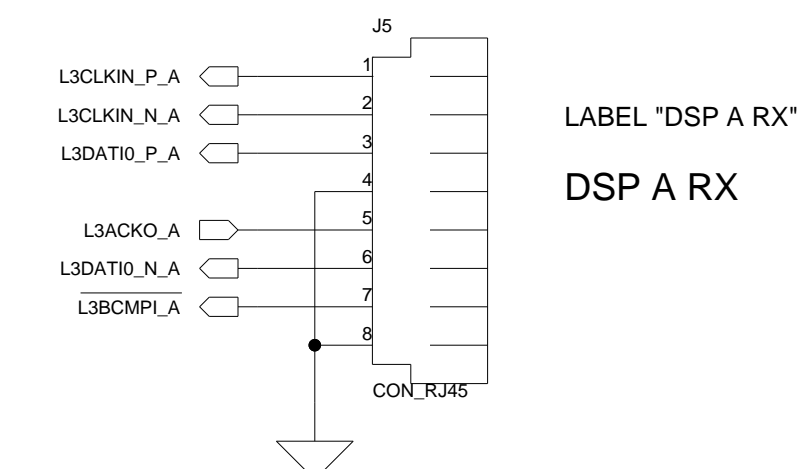 J5
L3CLKIN_P_A 1
L3CLKIN_N_A 2
L3DATI0_P_A 3
4
L3ACKO_A 5
L3DATI0_N_A 6
L3BCMPI_A 7
8
CON_RJ45
LABEL "DSP A RX"
DSP A RX